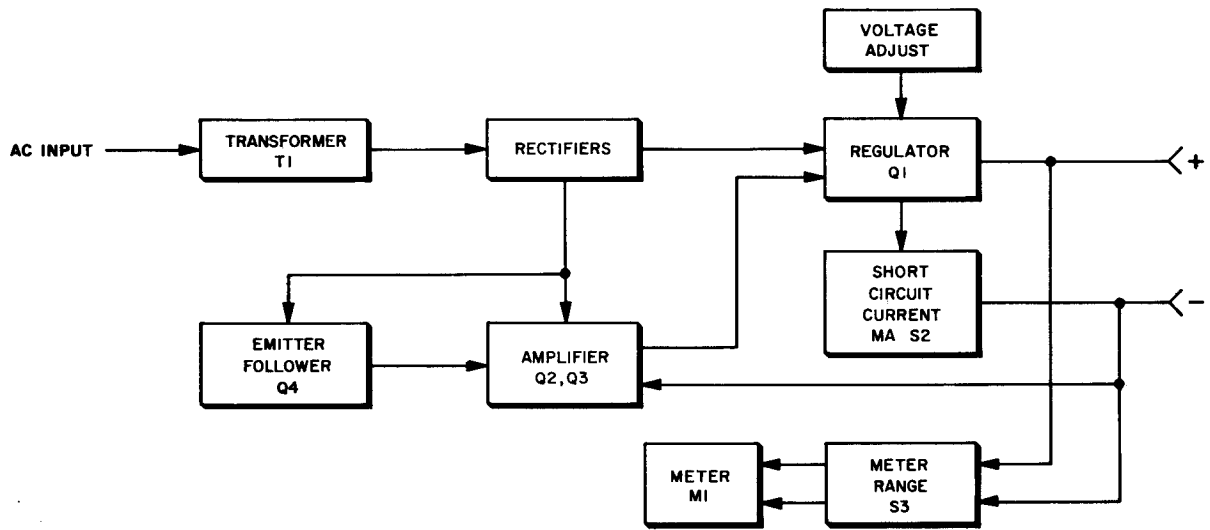 VOLTAGE
ADJUST
AC INPUT
TRANSFORMER
T1
RECTIFIERS
REGULATOR
Q1
+
SHORT
CIRCUIT
CURRENT
MA S2
-
EMITTER
FOLLOWER
Q4
AMPLIFIER
Q2,Q3
METER
M1
METER
RANGE
S3